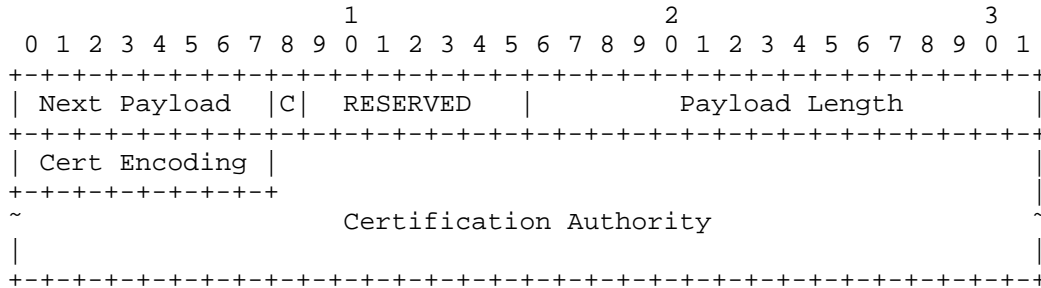 1                   2                   3
 0 1 2 3 4 5 6 7 8 9 0 1 2 3 4 5 6 7 8 9 0 1 2 3 4 5 6 7 8 9 0 1
+-+-+-+-+-+-+-+-+-+-+-+-+-+-+-+-+-+-+-+-+-+-+-+-+-+-+-+-+-+-+-+-+
| Next Payload  |C|  RESERVED   |         Payload Length        |
+-+-+-+-+-+-+-+-+-+-+-+-+-+-+-+-+-+-+-+-+-+-+-+-+-+-+-+-+-+-+-+-+
| Cert Encoding |                                               |
+-+-+-+-+-+-+-+-+                                               |
~                    Certification Authority                    ~
|                                                               |
+-+-+-+-+-+-+-+-+-+-+-+-+-+-+-+-+-+-+-+-+-+-+-+-+-+-+-+-+-+-+-+-+